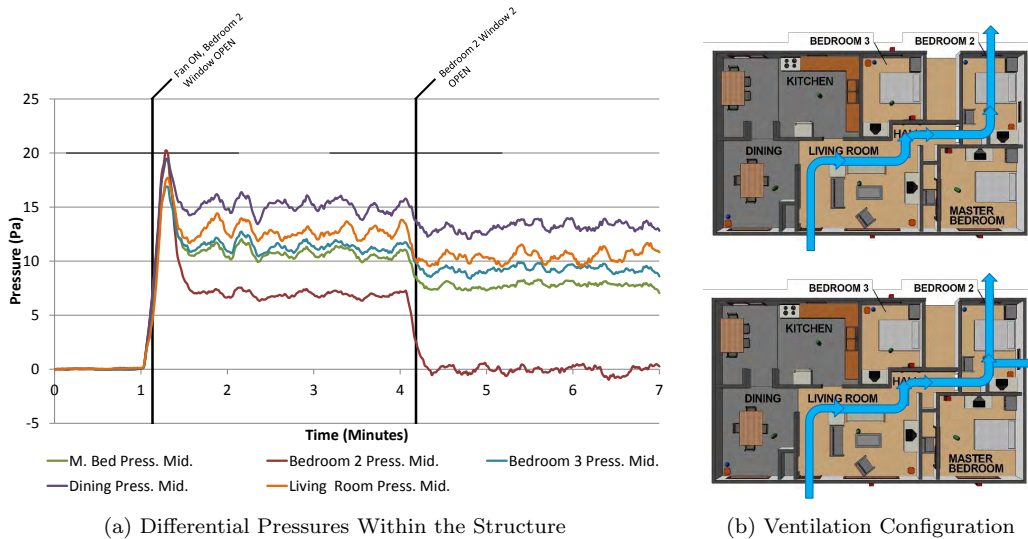 Fan ON, Bedroom 2
Window OPEN
Bedroom 2 Window 2
OPEN
25
20
15
10
5
0
-5
Pressure (Pa)
0
1
2
3
4
5
6
7
Time (Minutes)
M. Bed Press. Mid.
Bedroom 2 Press. Mid.
Bedroom 3 Press. Mid.
Dining Press. Mid.
Living Room Press. Mid.
(a) Differential Pressures Within the Structure
BEDROOM 3
BEDROOM 2
KITCHEN
DINING
LIVING ROOM
MASTER
BEDROOM
BEDROOM 3
BEDROOM 2
KITCHEN
DINING
LIVING ROOM
MASTER
BEDROOM
(b) Ventilation Configuration